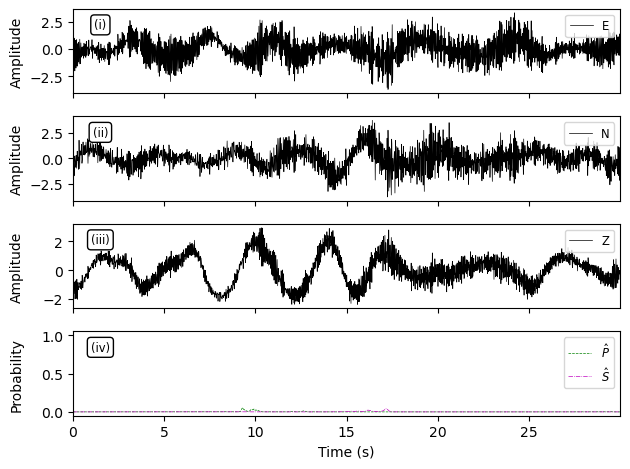 (i)
E
Amplitude
2.5
0.0
−2.5
(ii)
N
Amplitude
2.5
0.0
−2.5
(iii)
Z
Amplitude
2
0
−2
(iv)
P̂
Ŝ
Probability
1.0
0.5
0.0
0 5 10 15 20 25
Time (s)